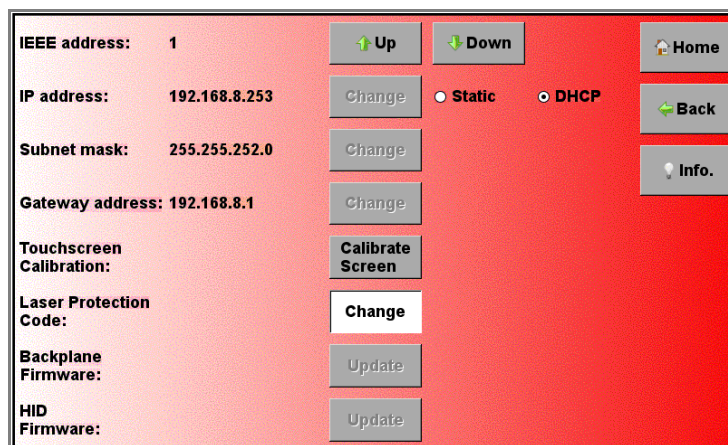 IEEE address: 1 Up Down Home
IP address: 192.168.8.253 Change Static DHCP
Back
Subnet mask: 255.255.252.0 Change
Info.
Gateway address: 192.168.8.1 Change
Touchscreen
Calibration:
Calibrate
Screen
Laser Protection
Code:
Change
Backplane
Firmware:
Update
HID
Firmware:
Update